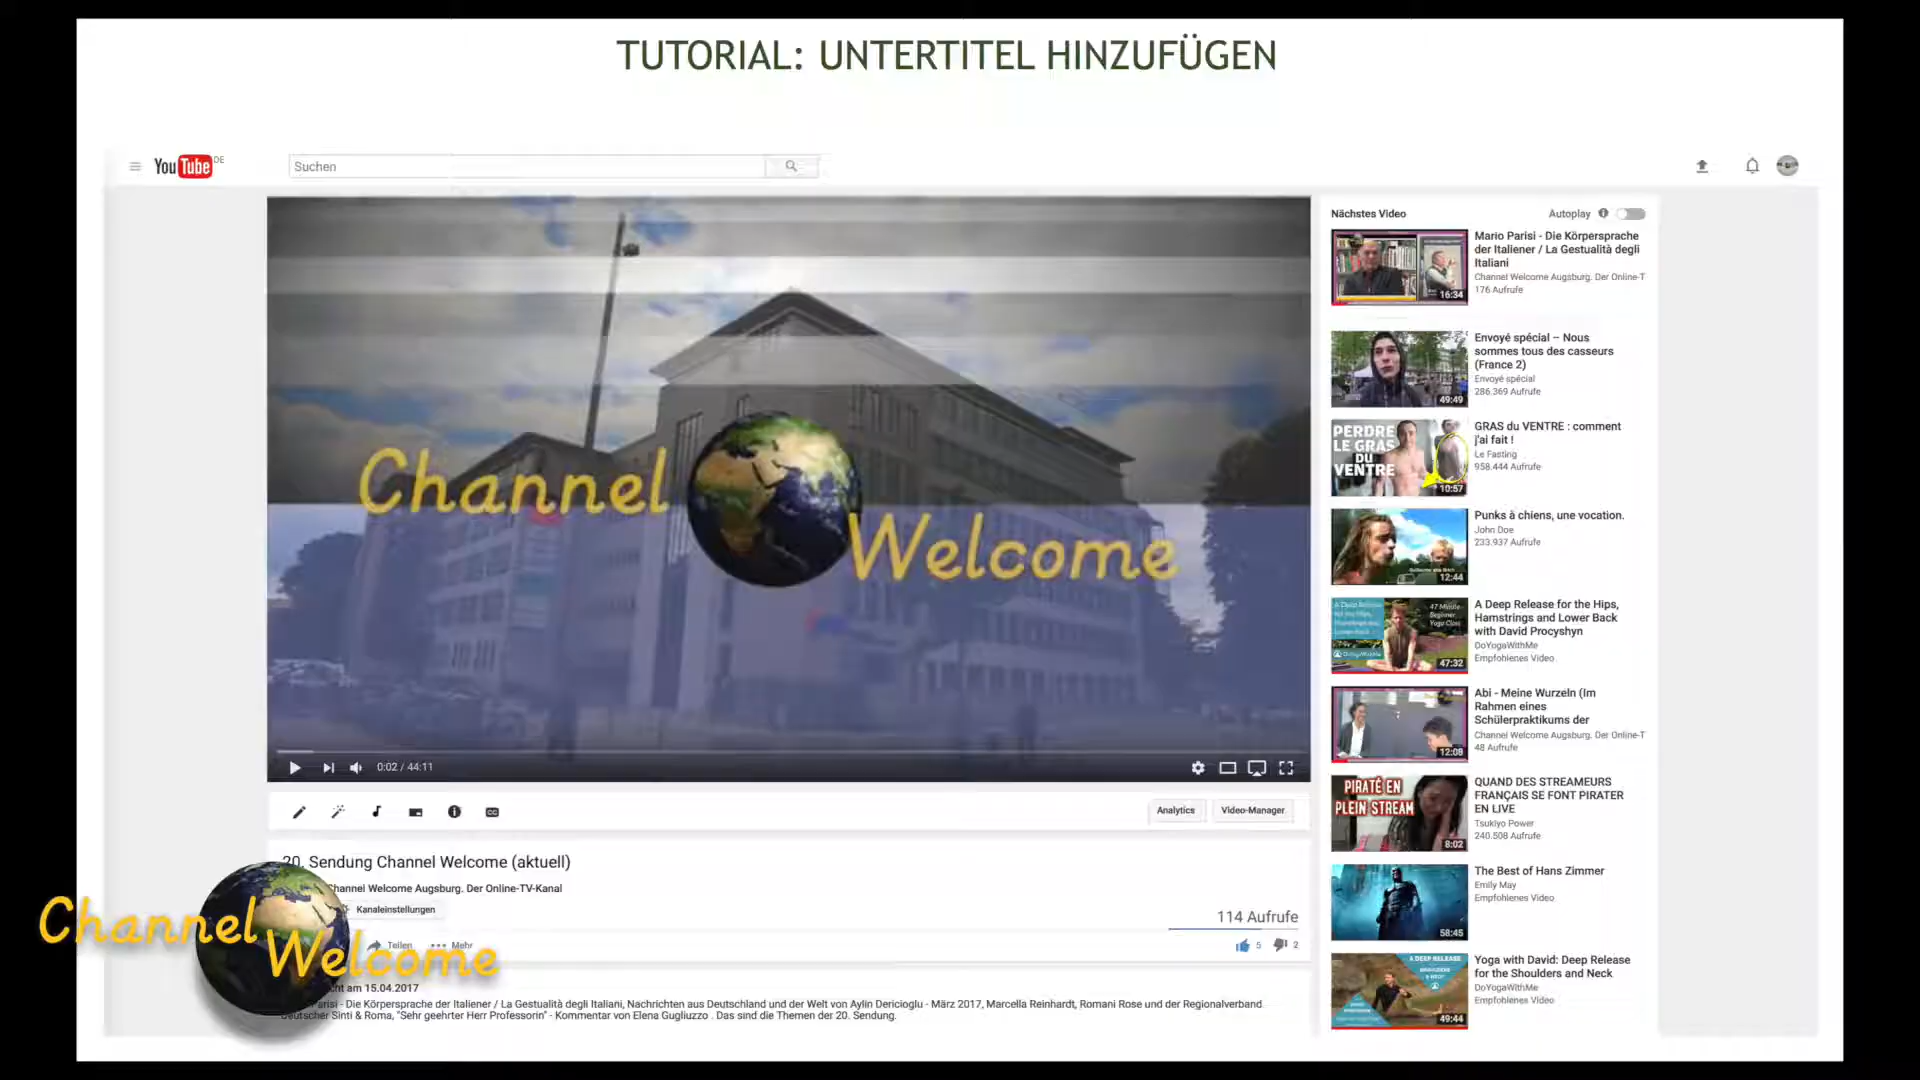 TUTORIAL: UNTERTITEL HINZUFÜGEN
YouTube DE
Suchen
Channel
Welcome
0:02 / 44:11
Analytics
Video-Manager
20. Sendung Channel Welcome (aktuell)
Channel Welcome Augsburg. Der Online-TV-Kanal
Kanaleinstellungen
114 Aufrufe
Teilen
Mehr
5
2
Channel
Welcome
am 15.04.2017
- Die Körpersprache der Italiener / La Gestualità degli Italiani, Nachrichten aus Deutschland und der Welt von Aylin Dericioglu - März 2017, Marcella Reinhardt, Romani Rose und der Regionalverband
Deutscher Sinti & Roma, "Sehr geehrter Herr Professorin" - Kommentar von Elena Gugliuzzo . Das sind die Themen der 20. Sendung.
Nächstes Video
Autoplay
Mario Parisi - Die Körpersprache
der Italiener / La Gestualità degli
Italiani
Channel Welcome Augsburg. Der Online-T
176 Aufrufe
16:34
Envoyé spécial – Nous
sommes tous des casseurs
(France 2)
Envoyé spécial
286.369 Aufrufe
49:49
PERDRE
LE GRAS
DU
VENTRE
10:57
GRAS du VENTRE : comment
j'ai fait !
Le Fasting
958.444 Aufrufe
Punks à chiens, une vocation.
John Doe
233.937 Aufrufe
12:44
A Deep Release for the Hips,
Hamstrings and Lower Back
with David Procyshyn
DoYogaWithMe
Empfohlenes Video
47:32
Abi - Meine Wurzeln (Im
Rahmen eines
Schülerpraktikums der
Channel Welcome Augsburg. Der Online-T
48 Aufrufe
12:08
PIRATÉ EN
PLEIN STREAM
8:02
QUAND DES STREAMEURS
FRANÇAIS SE FONT PIRATER
EN LIVE
Tsukiyo Power
240.508 Aufrufe
The Best of Hans Zimmer
Emily May
Empfohlenes Video
58:45
A DEEP RELEASE
49:44
Yoga with David: Deep Release
for the Shoulders and Neck
DoYogaWithMe
Empfohlenes Video